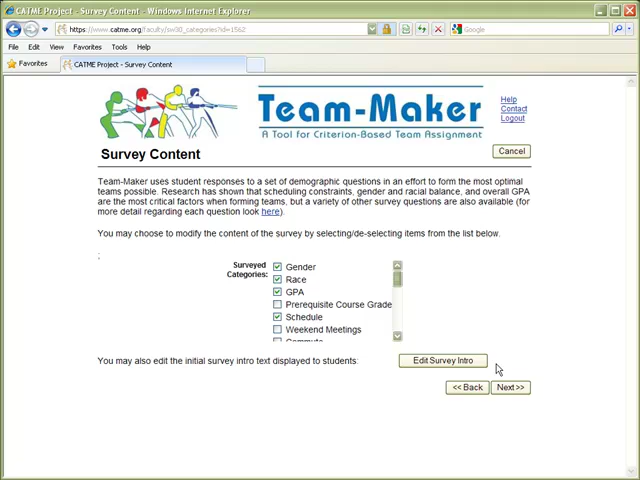 CATME Project - Survey Content - Windows Internet Explorer
https://www.catme.org/faculty/sw30_categories?id=1562
Google
File Edit View Favorites Tools Help
Favorites
CATME Project - Survey Content
Team-Maker
A Tool for Criterion-Based Team Assignment
Help
Contact
Logout
Survey Content
Cancel
Team-Maker uses student responses to a set of demographic questions in an effort to form the most optimal
teams possible. Research has shown that scheduling constraints, gender and racial balance, and overall GPA
are the most critical factors when forming teams, but a variety of other survey questions are also available (for
more detail regarding each question look here).
You may choose to modify the content of the survey by selecting/de-selecting items from the list below.
;
Surveyed
Categories:
Gender
Race
GPA
Prerequisite Course Grade
Schedule
Weekend Meetings
Commute
You may also edit the initial survey intro text displayed to students:
Edit Survey Intro
<< Back
Next >>